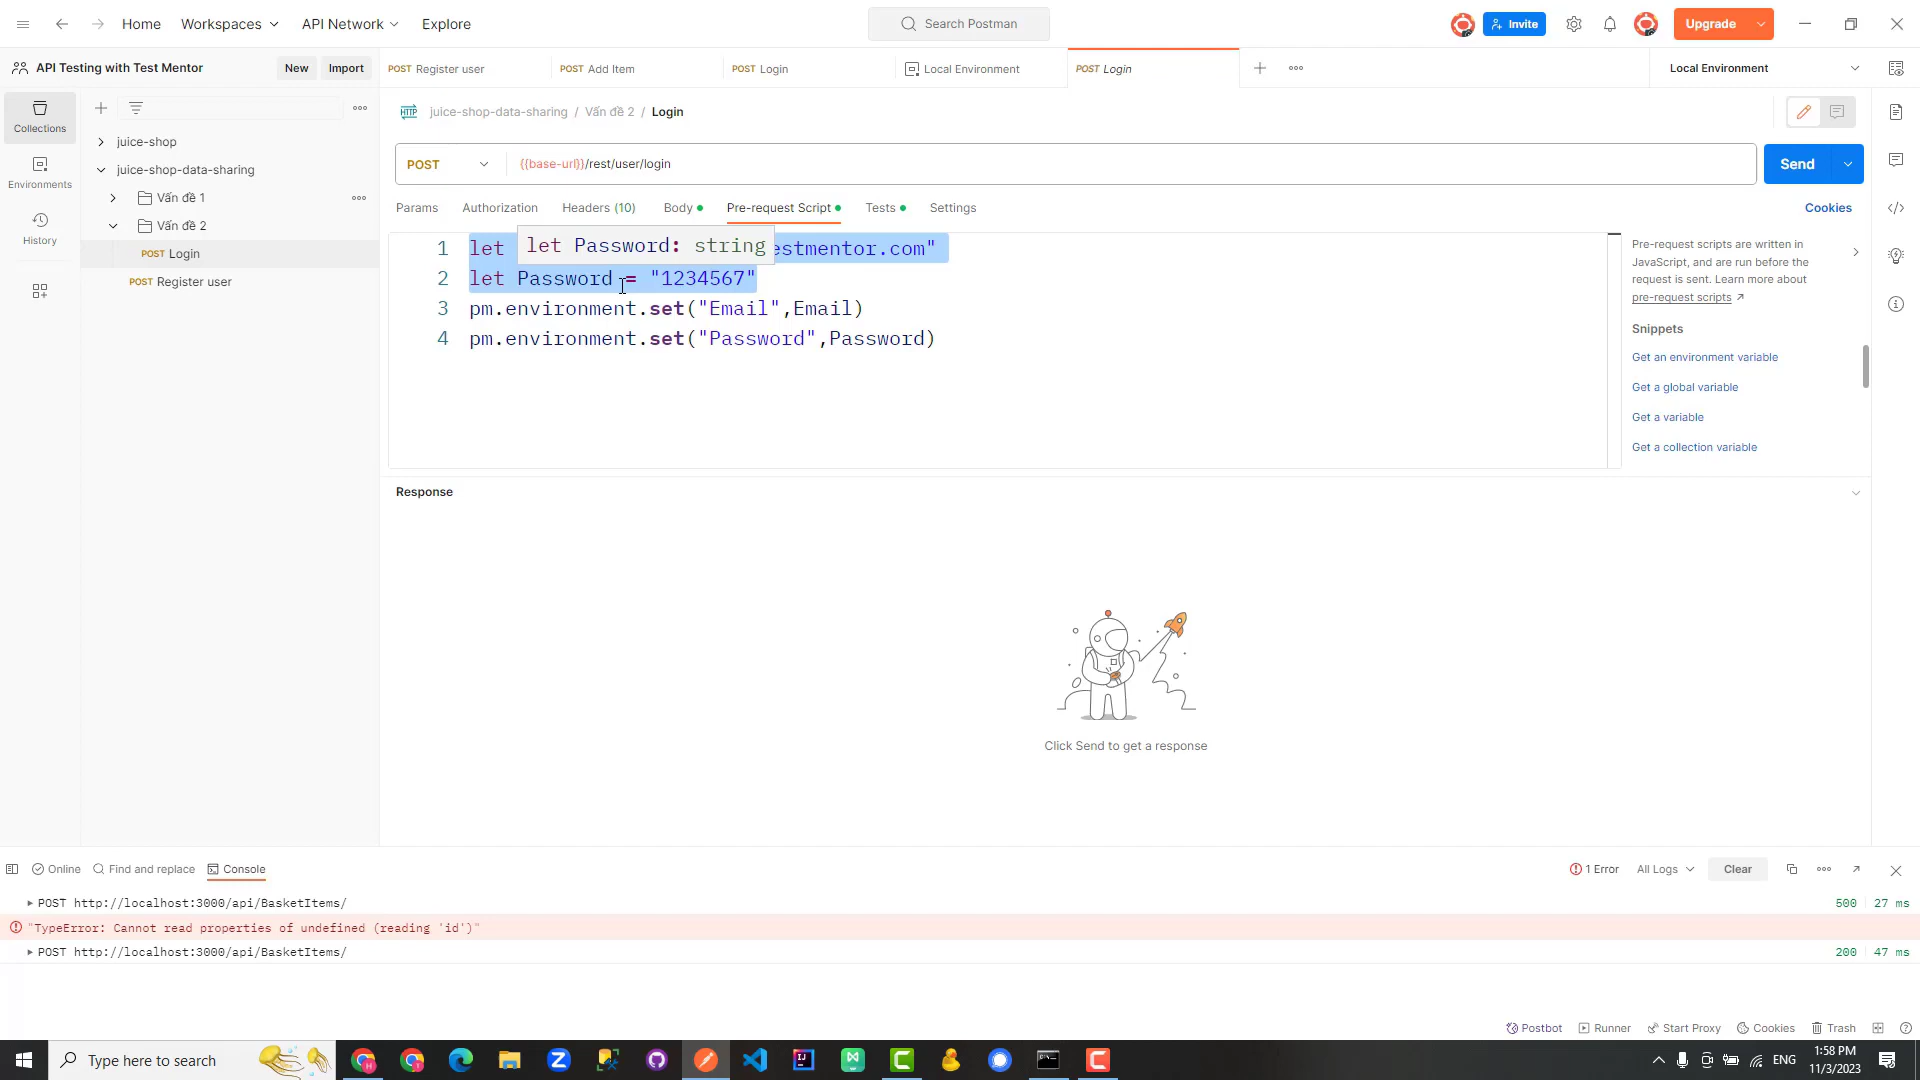 Home
Workspaces
API Network
Explore
Search Postman
Invite
Upgrade
API Testing with Test Mentor
New
Import
POST Register user
POST Add Item
POST Login
Local Environment
POST Login
Local Environment
Collections
Environments
History
juice-shop
juice-shop-data-sharing
Vấn đề 1
Vấn đề 2
POST Login
POST Register user
HTTP
juice-shop-data-sharing / Vấn đề 2 / Login
POST
{{base-url}}/rest/user/login
Send
Params
Authorization
Headers (10)
Body
Pre-request Script
Tests
Settings
Cookies
let Password: string
1 let estmentor.com"
2 let Password = "1234567"
3 pm.environment.set("Email",Email)
4 pm.environment.set("Password",Password)
Pre-request scripts are written in
JavaScript, and are run before the
request is sent. Learn more about
pre-request scripts
Snippets
Get an environment variable
Get a global variable
Get a variable
Get a collection variable
Response
Click Send to get a response
Online
Find and replace
Console
1 Error
All Logs
Clear
POST http://localhost:3000/api/BasketItems/ 500 27 ms
"TypeError: Cannot read properties of undefined (reading 'id')"
POST http://localhost:3000/api/BasketItems/ 200 47 ms
Postbot
Runner
Start Proxy
Cookies
Trash
Type here to search
ENG
1:58 PM
11/3/2023